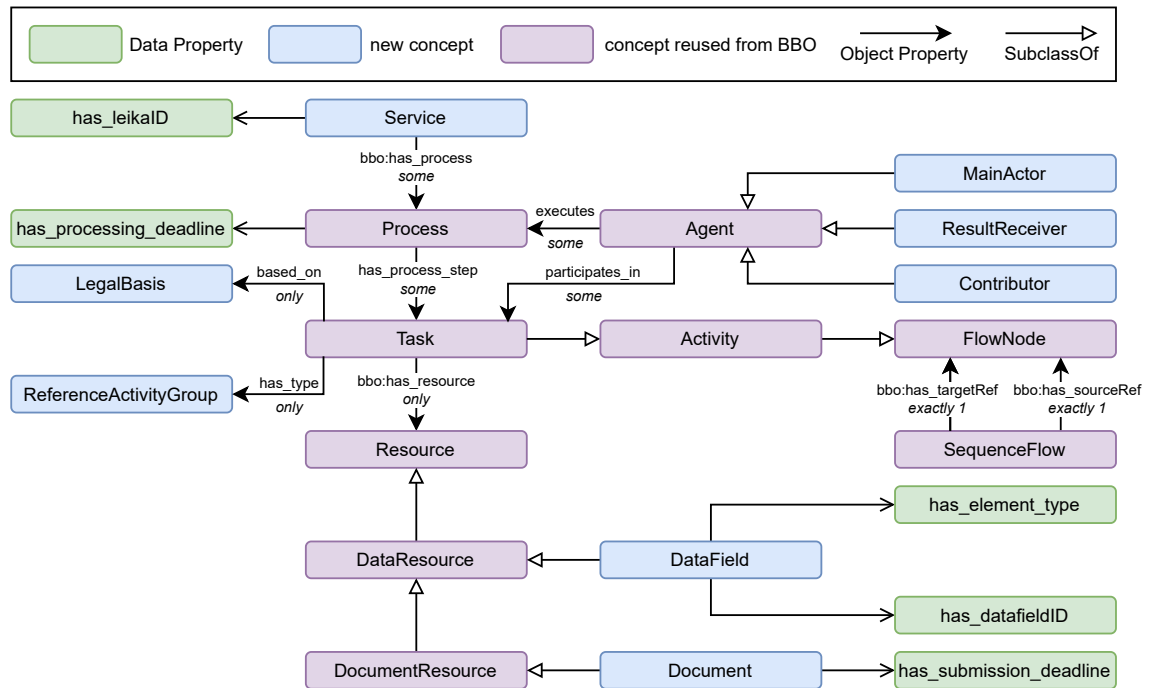 Data Property
new concept
concept reused from BBO
Object Property
SubclassOf
has_leikaID
Service
bbo:has_process
some
MainActor
has_processing_deadline
Process
executes
some
Agent
ResultReceiver
LegalBasis
based_on
only
has_process_step
some
participates_in
some
Contributor
Task
Activity
FlowNode
ReferenceActivityGroup
has_type
only
bbo:has_resource
only
bbo:has_targetRef
exactly 1
bbo:has_sourceRef
exactly 1
Resource
SequenceFlow
has_element_type
DataResource
DataField
has_datafieldID
DocumentResource
Document
has_submission_deadline